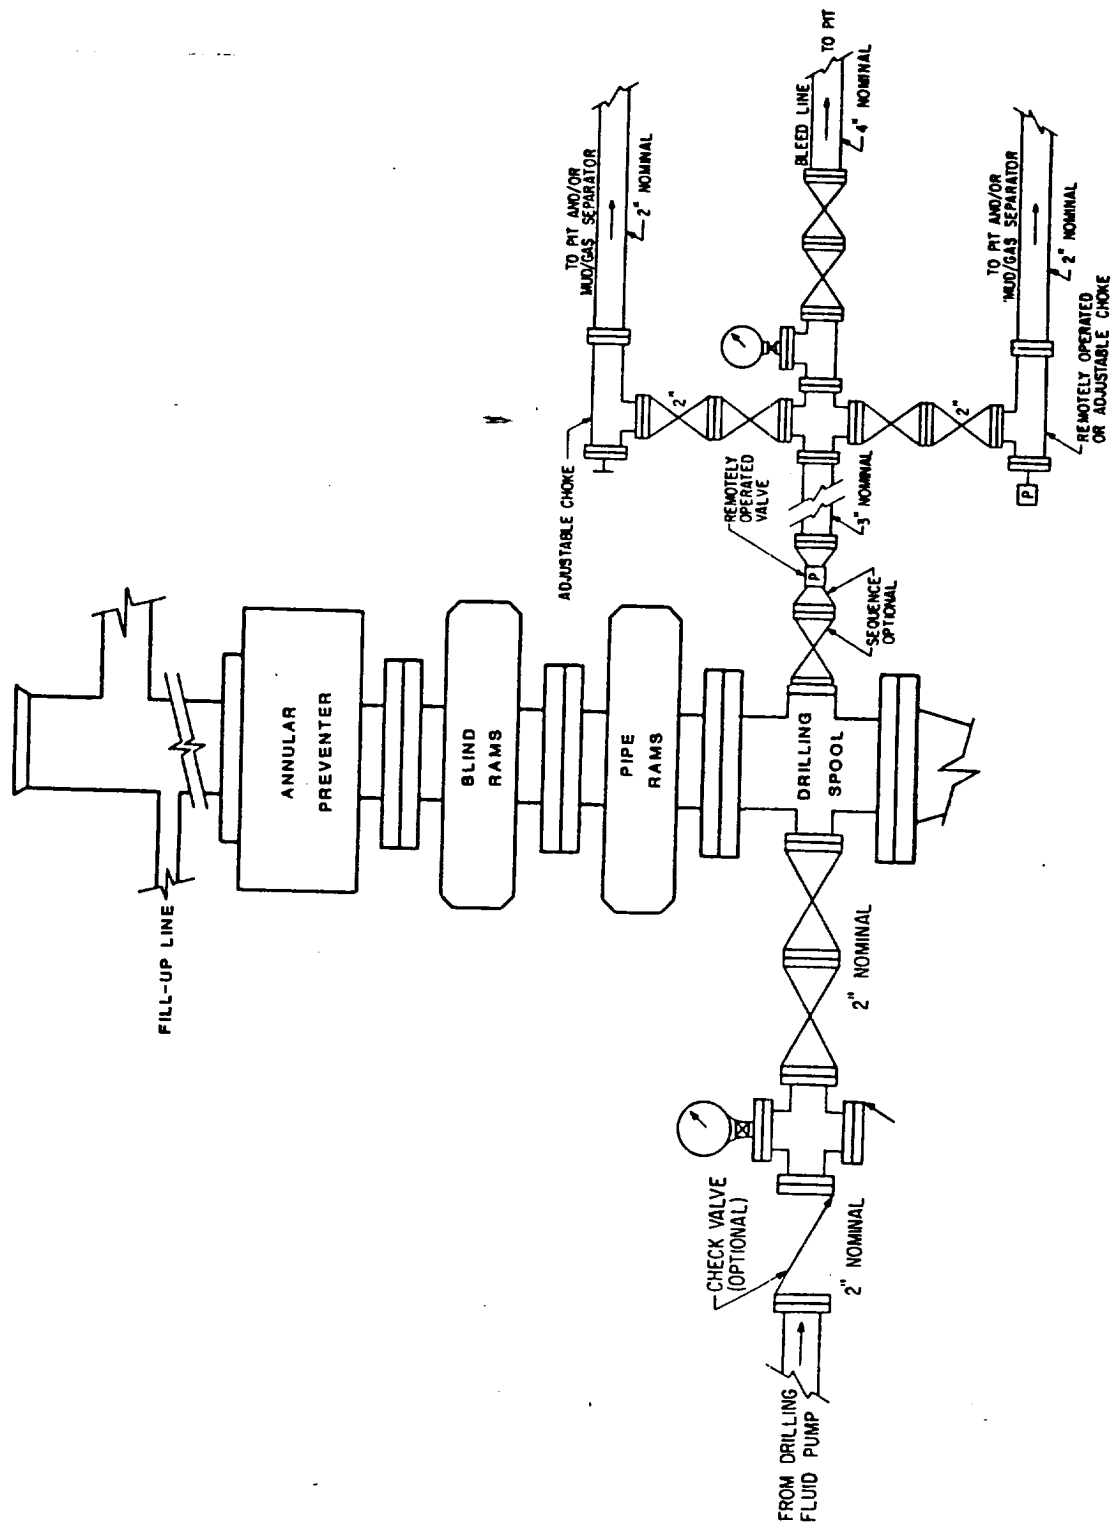 FILL-UP LINE
ANNULAR
PREVENTER
BLIND
RAMS
PIPE
RAMS
DRILLING
SPOOL
FROM DRILLING
FLUID PUMP
CHECK VALVE
(OPTIONAL)
2" NOMINAL
2" NOMINAL
SEQUENCE-
OPTIONAL
P
REMOTELY
OPERATED
VALVE
3" NOMINAL
ADJUSTABLE CHOKE
2"
TO PIT AND/OR
MUD/GAS SEPARATOR
2" NOMINAL
BLEED LINE
TO PIT
4" NOMINAL
2"
P
TO PIT AND/OR
MUD/GAS SEPARATOR
2" NOMINAL
REMOTELY OPERATED
OR ADJUSTABLE CHOKE